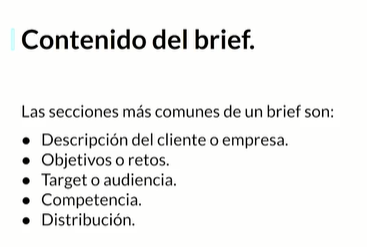 Contenido del brief.
Las secciones más comunes de un brief son:
● Descripción del cliente o empresa.
● Objetivos o retos.
● Target o audiencia.
● Competencia.
● Distribución.